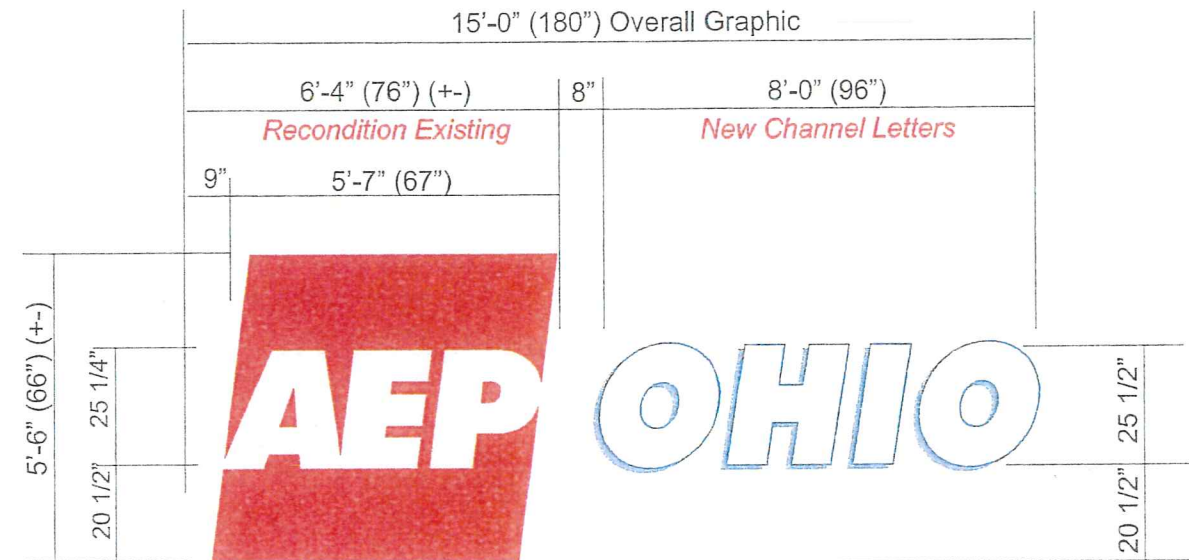 15’-0” (180”) Overall Graphic
6’-4” (76”) (+-)
8”
8’-0” (96”)
Recondition Existing
New Channel Letters
9”
5’-7” (67”)
5’-6” (66”) (+-)
25 1/4”
20 1/2”
AEP OHIO
25 1/2”
20 1/2”